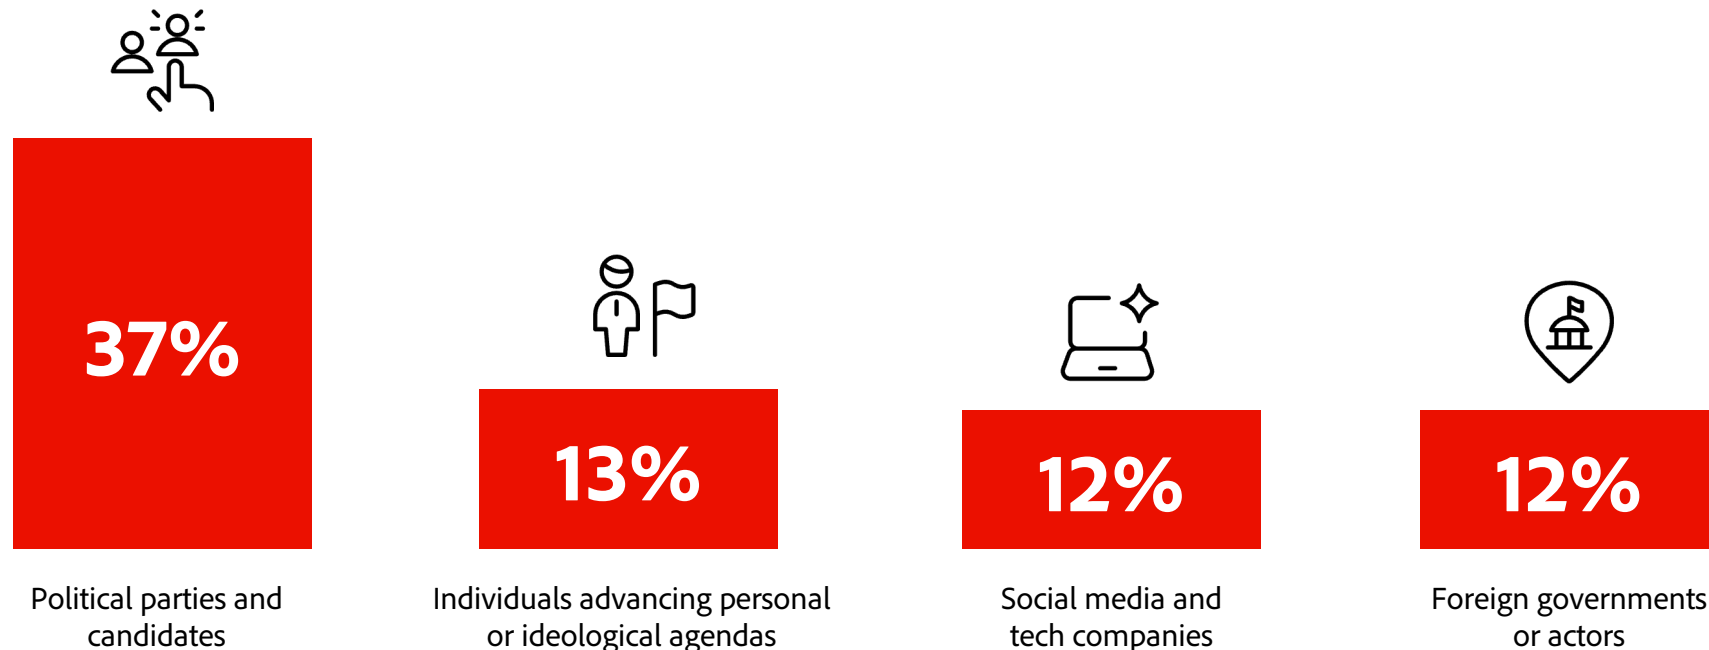 37%
13%
12%
12%
Political parties and
candidates
Individuals advancing personal
or ideological agendas
Social media and
tech companies
Foreign governments
or actors